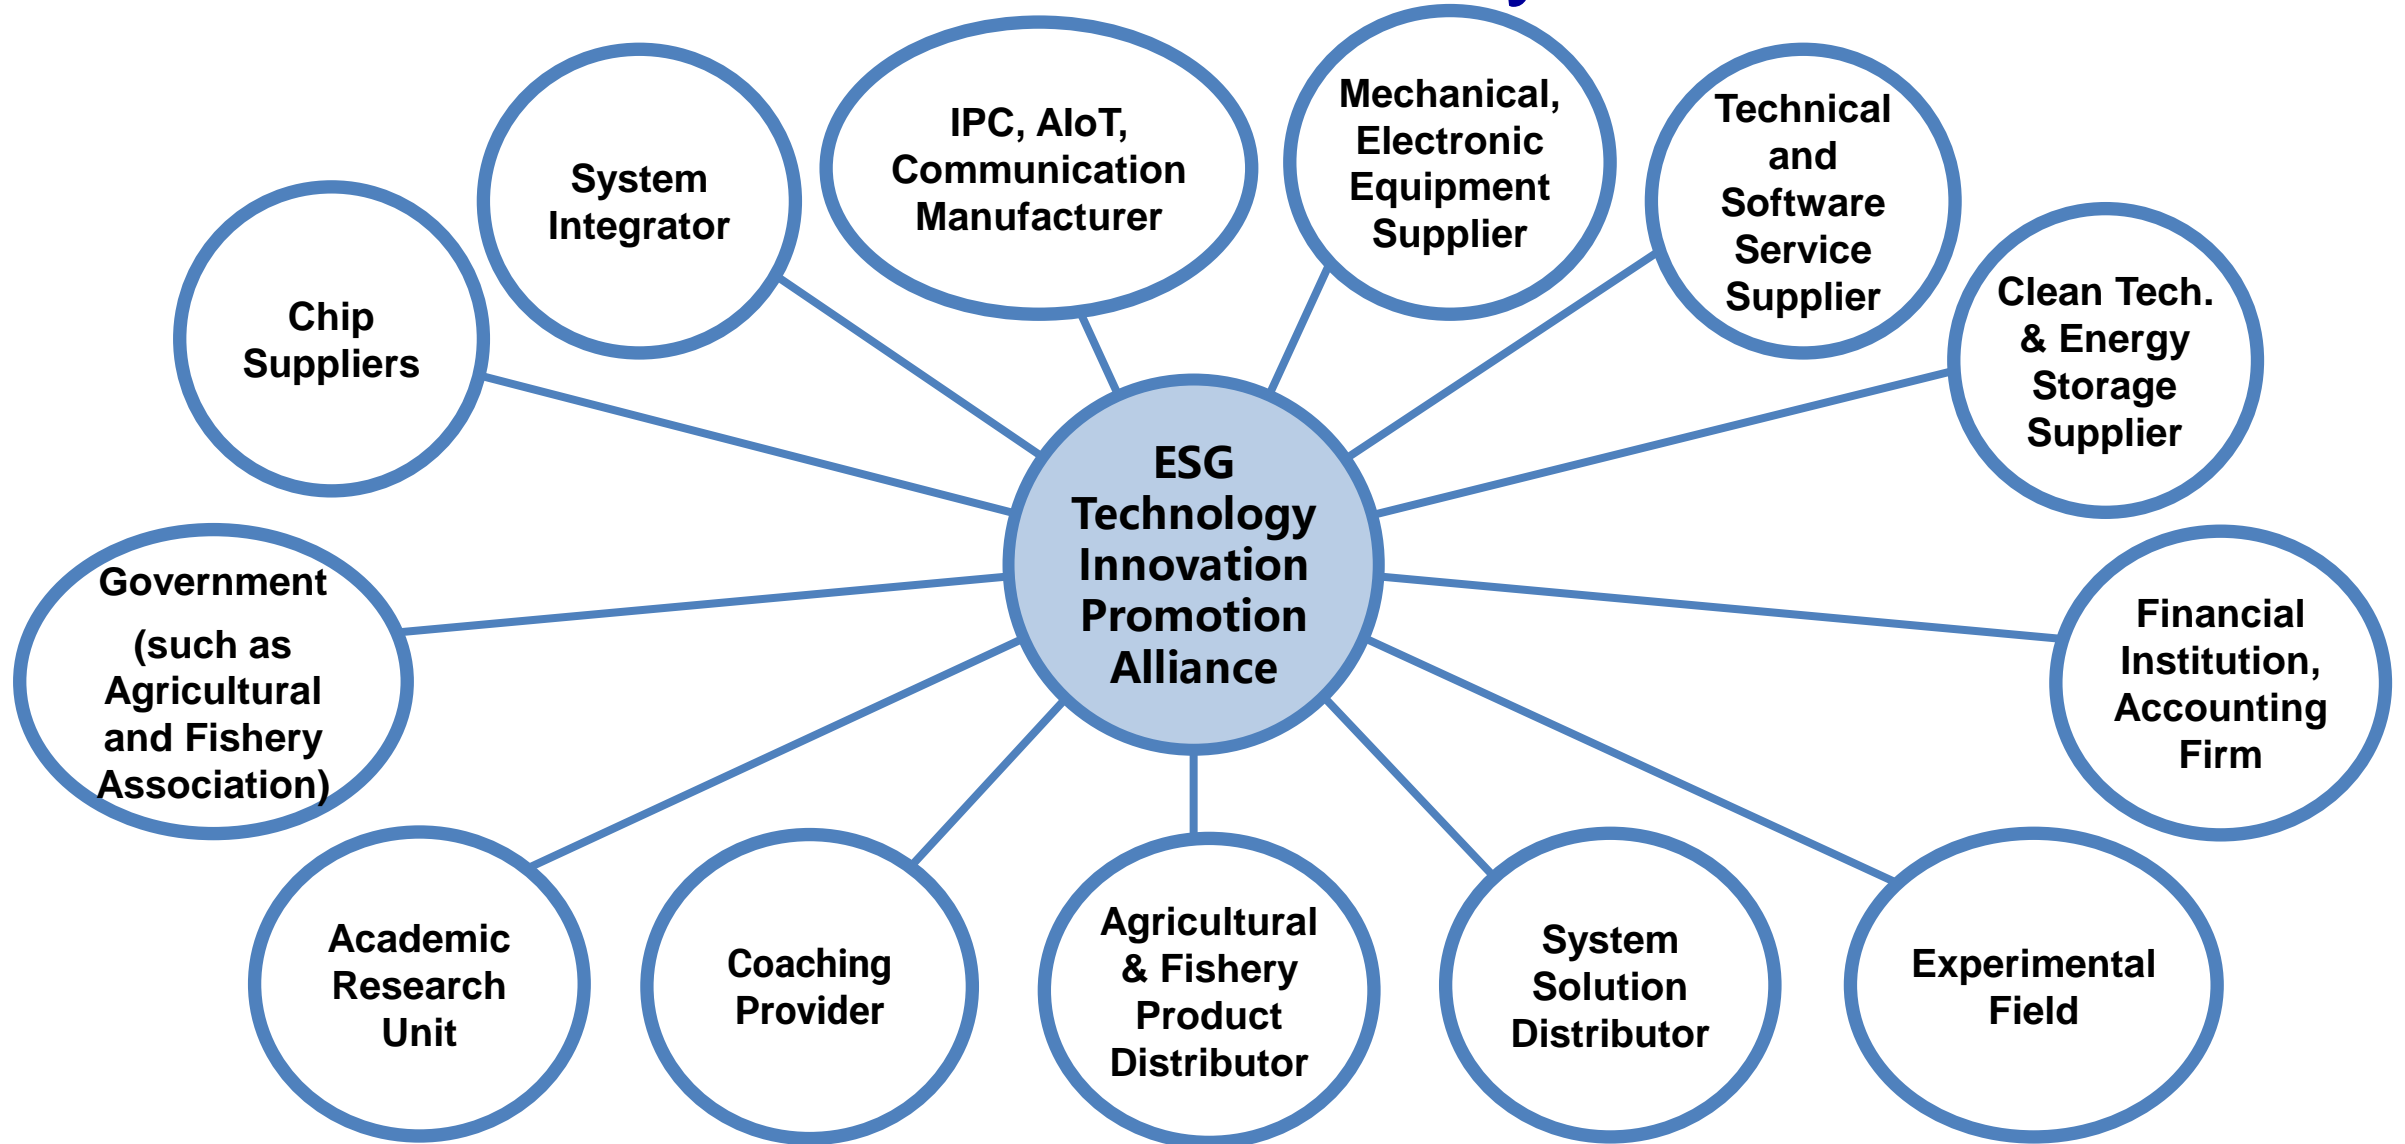 IPC, AIoT,
Communication
Manufacturer
Mechanical,
Electronic
Equipment
Supplier
System
Integrator
Technical
and
Software
Service
Supplier
Chip
Suppliers
Clean Tech.
& Energy
Storage
Supplier
ESG
Technology
Innovation
Promotion
Alliance
Government
(such as
Agricultural
and Fishery
Association)
Financial
Institution,
Accounting
Firm
Academic
Research
Unit
Coaching
Provider
Agricultural
& Fishery
Product
Distributor
System
Solution
Distributor
Experimental
Field